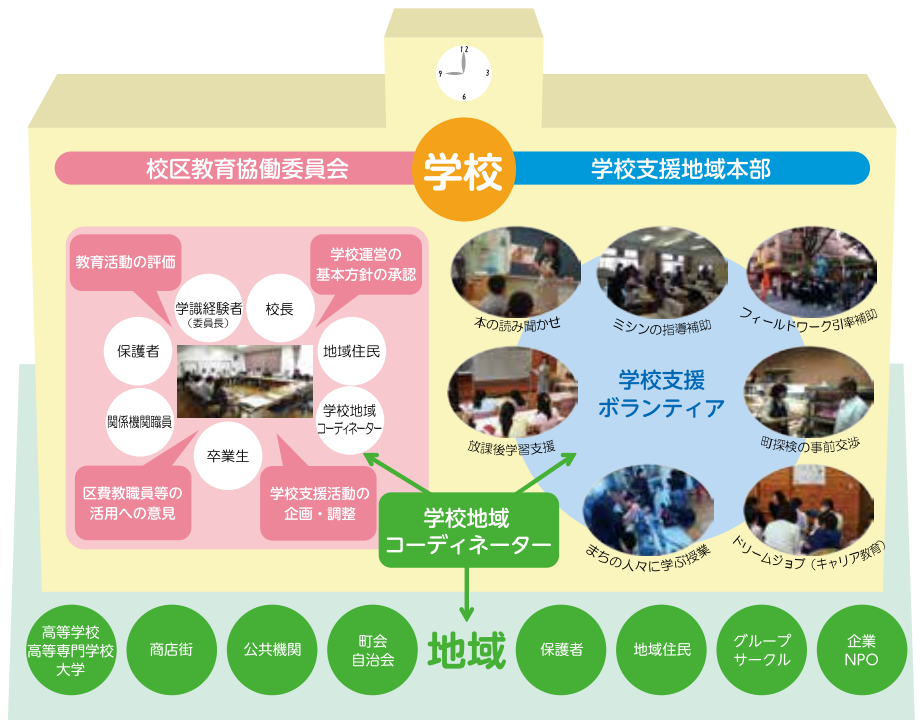 12
3
6
9
学校
校区教育協働委員会
学校支援地域本部
教育活動の評価
学校運営の
基本方針の承認
学識経験者
（委員長）
校長
保護者
地域住民
関係機関職員
学校地域
コーディネーター
卒業生
区費教職員等の
活用への意見
学校支援活動の
企画・調整
本の読み聞かせ
ミシンの指導補助
フィールドワーク引率補助
学校支援
ボランティア
放課後学習支援
町探検の事前交渉
まちの人々に学ぶ授業
ドリームジョブ（キャリア教育）
学校地域
コーディネーター
高等学校
高等専門学校
大学
商店街
公共機関
町会
自治会
地域
保護者
地域住民
グループ
サークル
企業
NPO